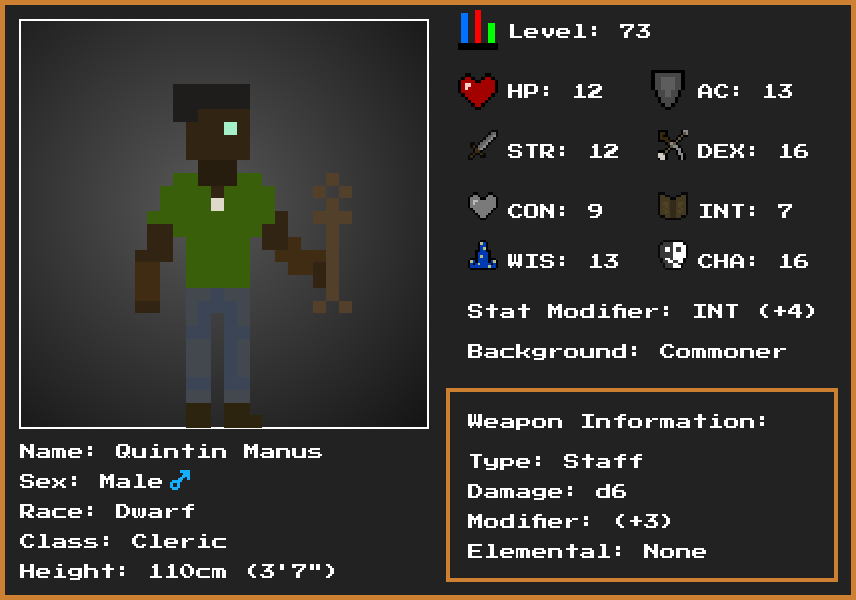 Level: 73
HP: 12
AC: 13
STR: 12
DEX: 16
CON: 9
INT: 7
WIS: 13
CHA: 16
Stat Modifier: INT (+4)
Background: Commoner
Weapon Information:
Type: Staff
Damage: d6
Modifier: (+3)
Elemental: None
Name: Quintin Manus
Sex: Male ♂
Race: Dwarf
Class: Cleric
Height: 110cm (3'7")